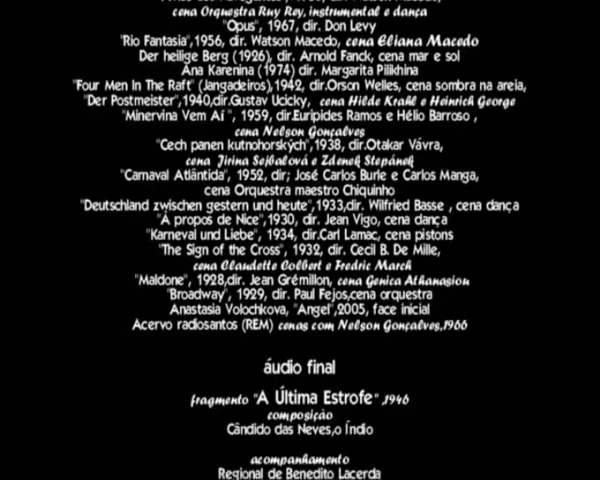 cena Orquestra Ruy Rey, instrumental e dança
"Opus", 1967, dir. Don Levy
"Rio Fantasia",1956, dir. Watson Macedo, cena Eliana Macedo
Der heilige Berg (1926), dir. Arnold Fanck, cena mar e sol
Ana Karenina (1974) dir. Margarita Pilikhina
"Four Men In The Raft" (Jangadeiros),1942, dir.Orson Welles, cena sombra na areia,
"Der Postmeister",1940,dir.Gustav Ucicky, cena Hilde Krahl e Heinrich George
"Minervina Vem Aí ", 1959, dir.Euripides Ramos e Hélio Barroso ,
cena Nelson Gonçalves
"Cech panen kutnohorských",1938, dir.Otakar Vávra,
cena Jirina Sejbalová e Zdenek Stepánek
"Carnaval Atlântida", 1952, dir; José Carlos Burle e Carlos Manga,
cena Orquestra maestro Chiquinho
"Deutschland zwischen gestern und heute",1933,dir. Wilfried Basse , cena dança
"À propos de Nice",1930, dir. Jean Vigo, cena dança
"Karneval und Liebe", 1934, dir.Carl Lamac, cena pistons
"The Sign of the Cross", 1932, dir. Cecil B. De Mille,
cena Claudette Colbert e Fredric March
"Maldone", 1928,dir. Jean Grémillon, cena Genica Athanasiou
"Broadway", 1929, dir. Paul Fejos,cena orquestra
Anastasia Volochkova, "Angel",2005, face inicial
Acervo radiosantos (REM) cenas com Nelson Gonçalves,1966
áudio final
fragmento "A Última Estrofe" ,1946
composição
Cândido das Neves,o Índio
acompanhamento
Regional de Benedito Lacerda